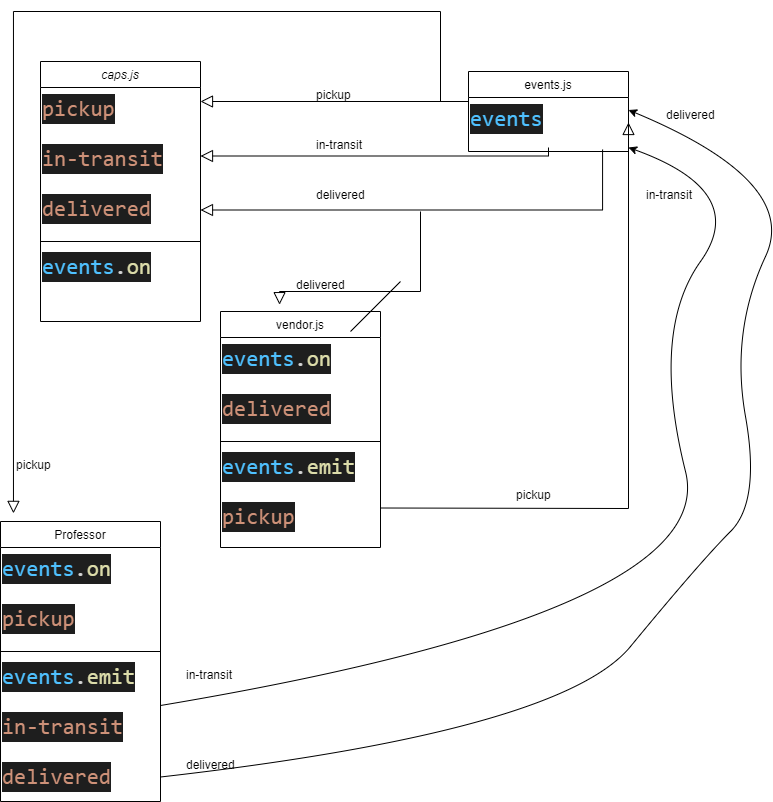 caps.js
pickup
in-transit
delivered
events.on
pickup
in-transit
delivered
events.js
events
delivered
in-transit
delivered
vendor.js
events.on
delivered
events.emit
pickup
pickup
pickup
Professor
events.on
pickup
events.emit
in-transit
delivered
in-transit
delivered